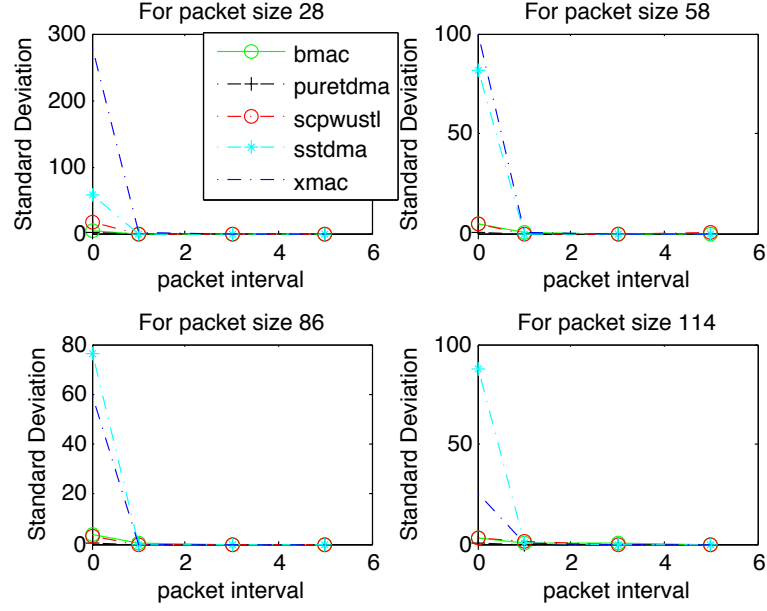 For packet size 28
300
200
100
0
0 2 4 6
Standard Deviation
packet interval
bmac
puretdma
scpwustl
sstdma
xmac
For packet size 58
100
50
0
0 2 4 6
Standard Deviation
packet interval
For packet size 86
80
60
40
20
0
0 2 4 6
Standard Deviation
packet interval
For packet size 114
100
50
0
0 2 4 6
Standard Deviation
packet interval